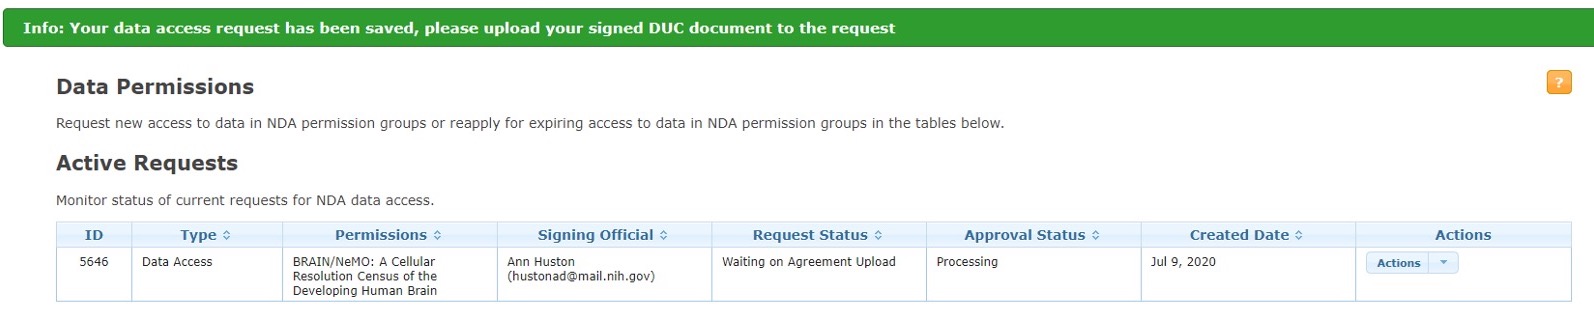 Info: Your data access request has been saved, please upload your signed DUC document to the request
Data Permissions
?
Request new access to data in NDA permission groups or reapply for expiring access to data in NDA permission groups in the tables below.
Active Requests
Monitor status of current requests for NDA data access.
ID Type Permissions Signing Official Request Status Approval Status Created Date Actions
5646 Data Access BRAIN/NeMO: A Cellular Ann Huston Waiting on Agreement Upload Processing Jul 9, 2020 Actions
Resolution Census of the (hustonad@mail.nih.gov)
Developing Human Brain